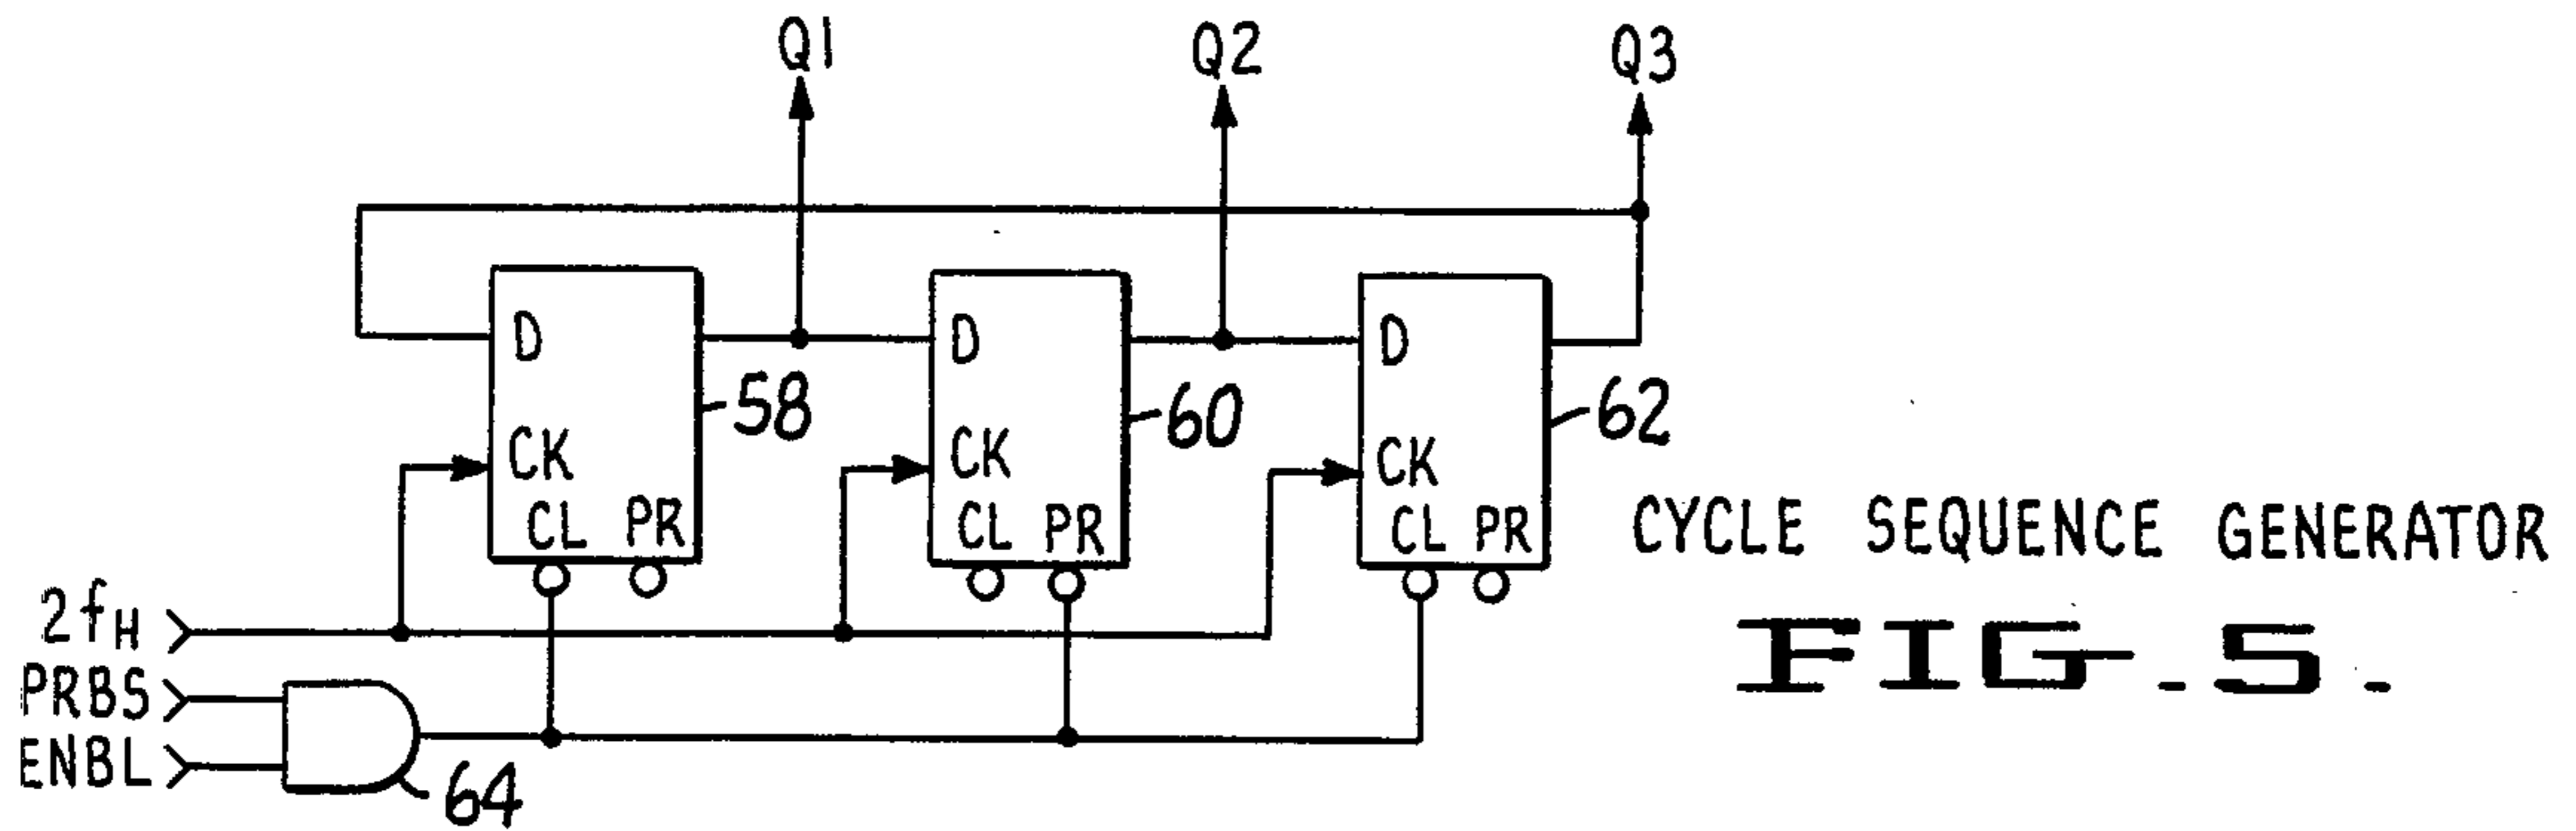 Q1 Q2 Q3
D D D
58 60 62
CK CK CK
CL PR CL PR CL PR
CYCLE SEQUENCE GENERATOR
2fH
PRBS
ENBL
64
FIG. 5.